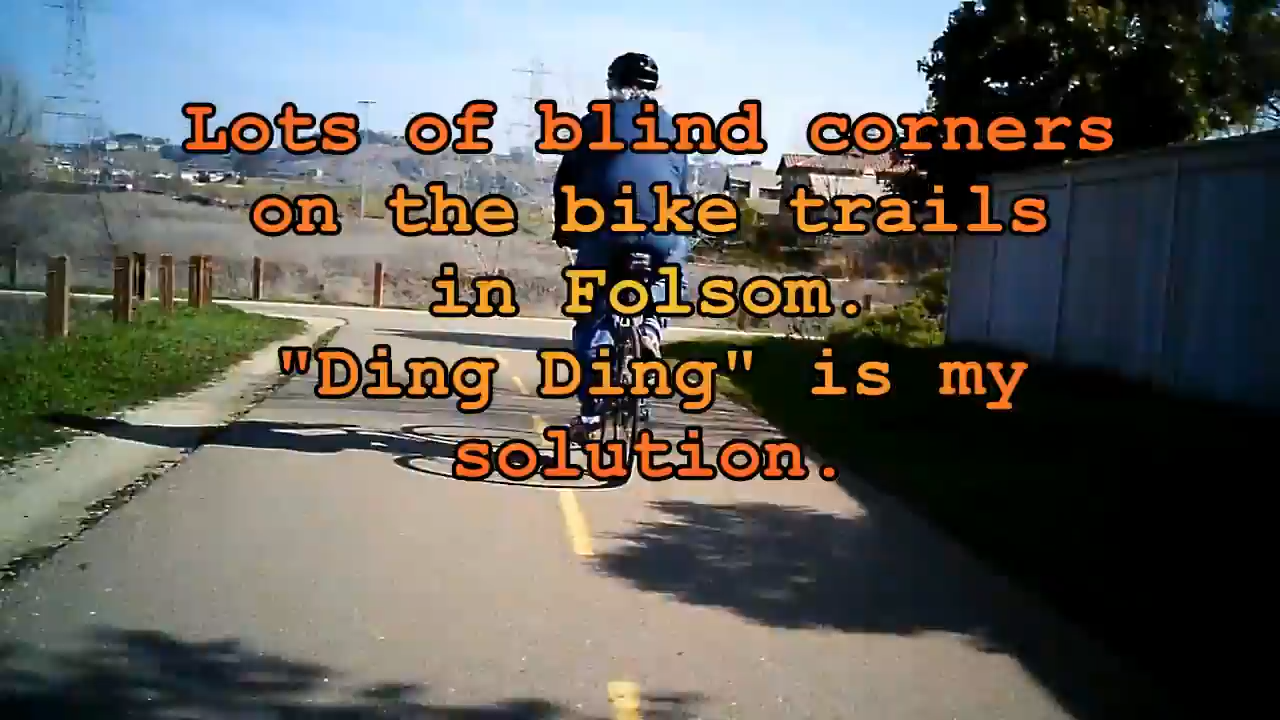 Lots of blind corners
on the bike trails
in Folsom.
"Ding Ding" is my
solution.